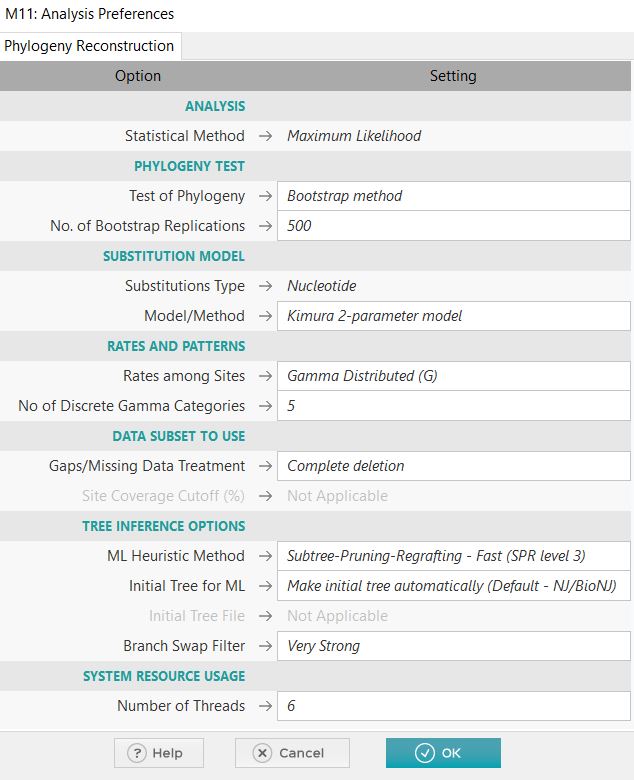 M11: Analysis Preferences
Phylogeny Reconstruction
Option Setting
ANALYSIS
Statistical Method → Maximum Likelihood
PHYLOGENY TEST
Test of Phylogeny → Bootstrap method
No. of Bootstrap Replications → 500
SUBSTITUTION MODEL
Substitutions Type → Nucleotide
Model/Method → Kimura 2-parameter model
RATES AND PATTERNS
Rates among Sites → Gamma Distributed (G)
No of Discrete Gamma Categories → 5
DATA SUBSET TO USE
Gaps/Missing Data Treatment → Complete deletion
Site Coverage Cutoff (%) → Not Applicable
TREE INFERENCE OPTIONS
ML Heuristic Method → Subtree-Pruning-Regrafting - Fast (SPR level 3)
Initial Tree for ML → Make initial tree automatically (Default - NJ/BioNJ)
Initial Tree File → Not Applicable
Branch Swap Filter → Very Strong
SYSTEM RESOURCE USAGE
Number of Threads → 6
? Help Cancel OK